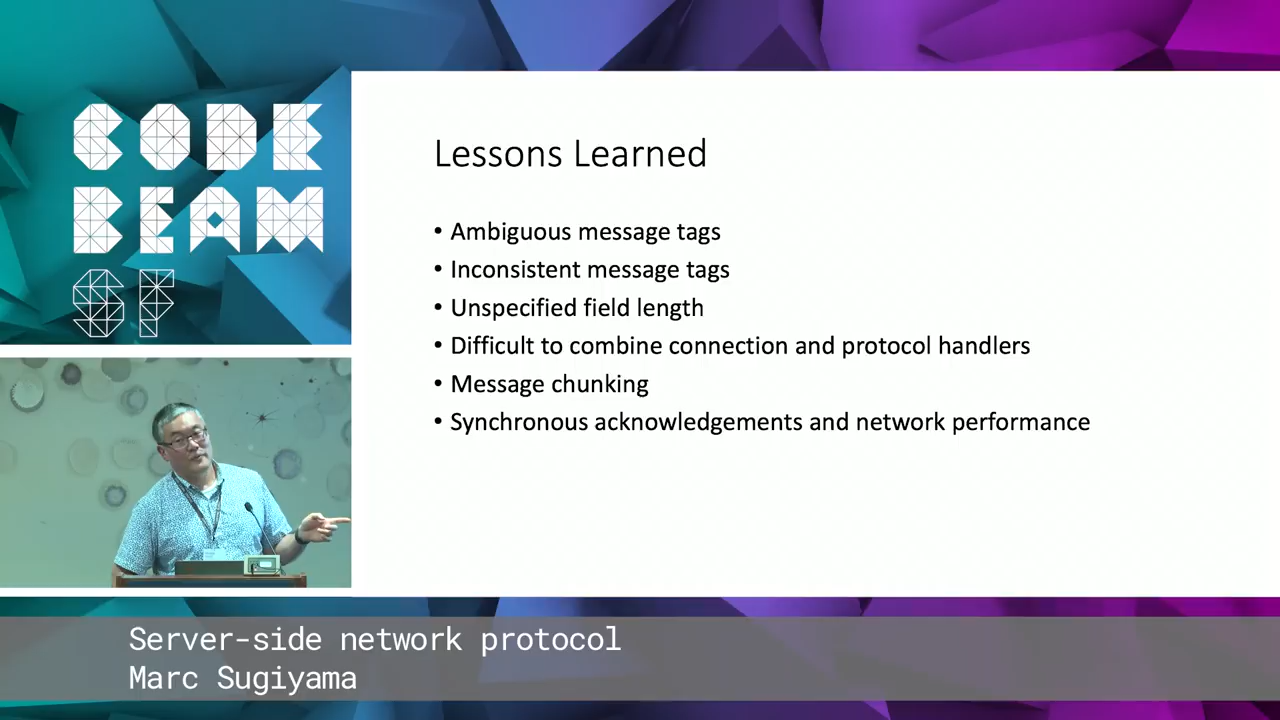 CODE
BEAM
SF
Lessons Learned
• Ambiguous message tags
• Inconsistent message tags
• Unspecified field length
• Difficult to combine connection and protocol handlers
• Message chunking
• Synchronous acknowledgements and network performance
Server-side network protocol
Marc Sugiyama